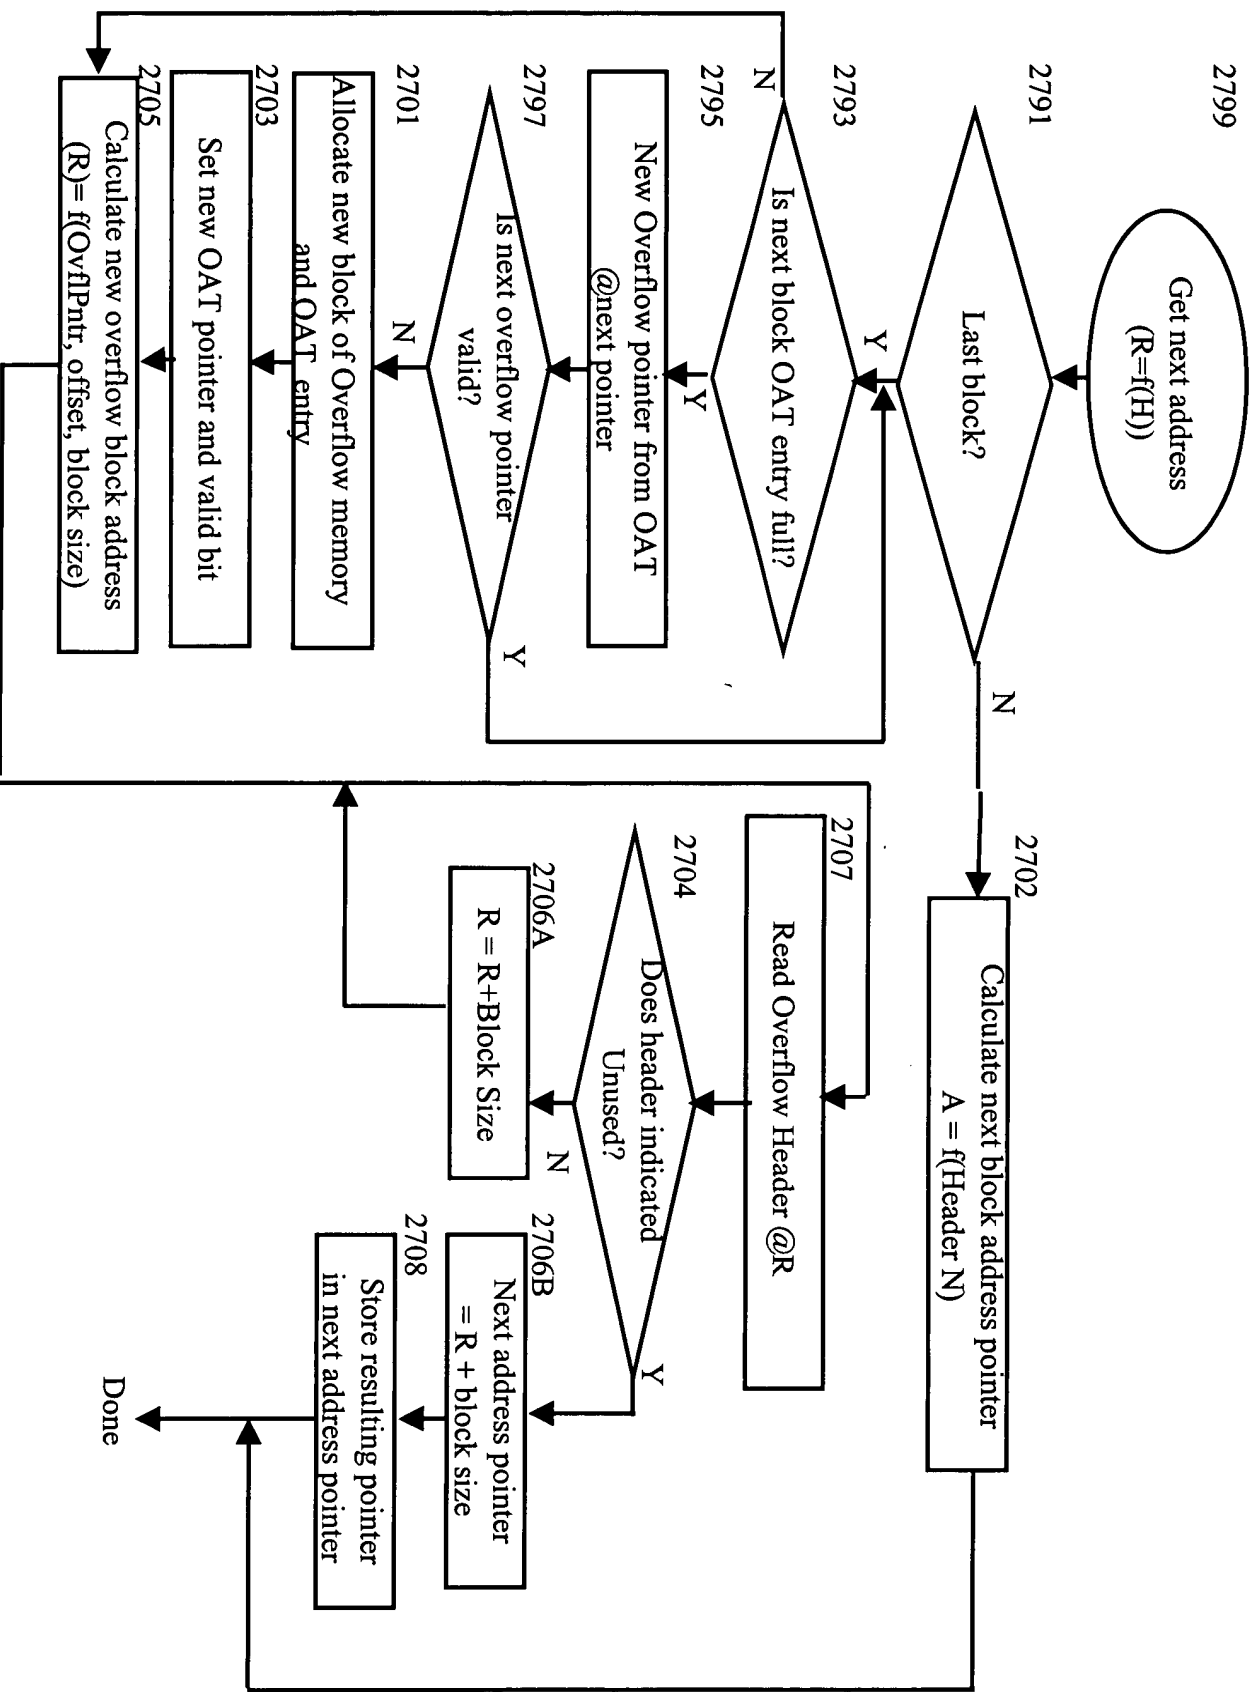 2799
Get next address
(R=f(H))
2791
Last block?
N
Y
2793
Is next block OAT entry full?
N
Y
2795
New Overflow pointer from OAT
@next pointer
2797
Is next overflow pointer
valid?
Y
N
2701
Allocate new block of Overflow memory
and OAT entry
2703
Set new OAT pointer and valid bit
2705
Calculate new overflow block address
(R)= f(OvflPntr, offset, block size)
2702
Calculate next block address pointer
A = f(Header N)
2707
Read Overflow Header @R
2704
Does header indicated
Unused?
Y
N
2706A
R = R+Block Size
2706B
Next address pointer
= R + block size
2708
Store resulting pointer
in next address pointer
Done